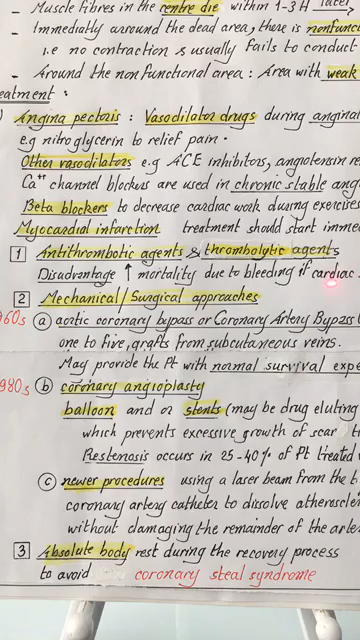 – Muscle Fibres in the centre die within 1-3H later
– Immediately around the dead area, there is nonfunc
i.e no contraction & usually fails to conduct
– Around the non functional area : Area with weak
eatment :
Angina pectoris : Vasodilator drugs during anginal
e.g nitroglycerin to relief pain.
Other vasodilators e.g ACE inhibitors, angiotensin re
Ca++ channel blockers are used in chronic stable ang
Beta blockers to decrease cardiac work during exercises
Myocardial infarction treatment should start imme
1 Antithrombotic agents & thrombolytic agents
Disadvantage ↑ mortality due to bleeding if cardiac
2 Mechanical/Surgical approaches
960s a aortic coronary bypass or Coronary Artery Bypass (
one to five, grafts from subcutaneous veins.
May provide the Pt with normal survival expe
980s b coronary angioplasty
balloon and or stents (may be drug eluting
which prevents excessive growth of scar
Restenosis occurs in 25-40% of Pt treated
c newer procedures using a laser beam from the
coronary artery catheter to dissolve atheroscle
without damaging the remainder of the arte
3 Absolute body rest during the recovery process
to avoid coronary steal syndrome